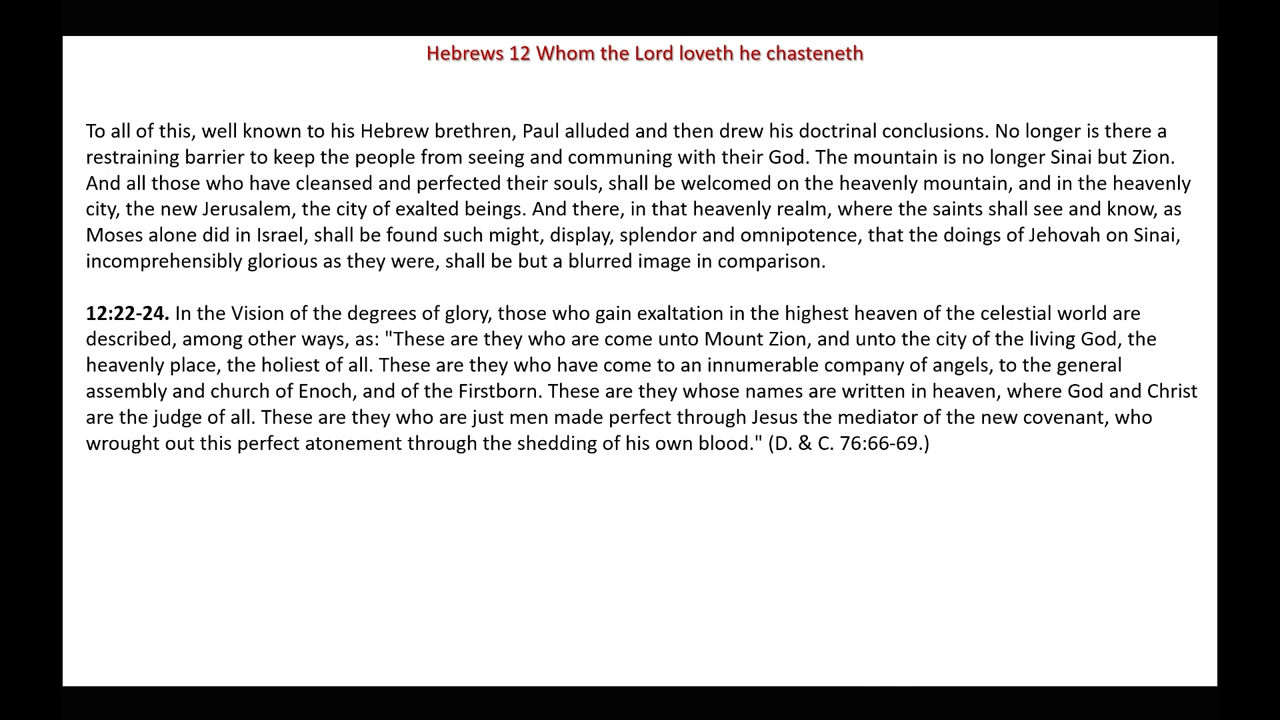 Hebrews 12 Whom the Lord loveth he chasteneth
To all of this, well known to his Hebrew brethren, Paul alluded and then drew his doctrinal conclusions. No longer is there a
restraining barrier to keep the people from seeing and communing with their God. The mountain is no longer Sinai but Zion.
And all those who have cleansed and perfected their souls, shall be welcomed on the heavenly mountain, and in the heavenly
city, the new Jerusalem, the city of exalted beings. And there, in that heavenly realm, where the saints shall see and know, as
Moses alone did in Israel, shall be found such might, display, splendor and omnipotence, that the doings of Jehovah on Sinai,
incomprehensibly glorious as they were, shall be but a blurred image in comparison.
12:22-24. In the Vision of the degrees of glory, those who gain exaltation in the highest heaven of the celestial world are
described, among other ways, as: "These are they who are come unto Mount Zion, and unto the city of the living God, the
heavenly place, the holiest of all. These are they who have come to an innumerable company of angels, to the general
assembly and church of Enoch, and of the Firstborn. These are they whose names are written in heaven, where God and Christ
are the judge of all. These are they who are just men made perfect through Jesus the mediator of the new covenant, who
wrought out this perfect atonement through the shedding of his own blood." (D. & C. 76:66-69.)